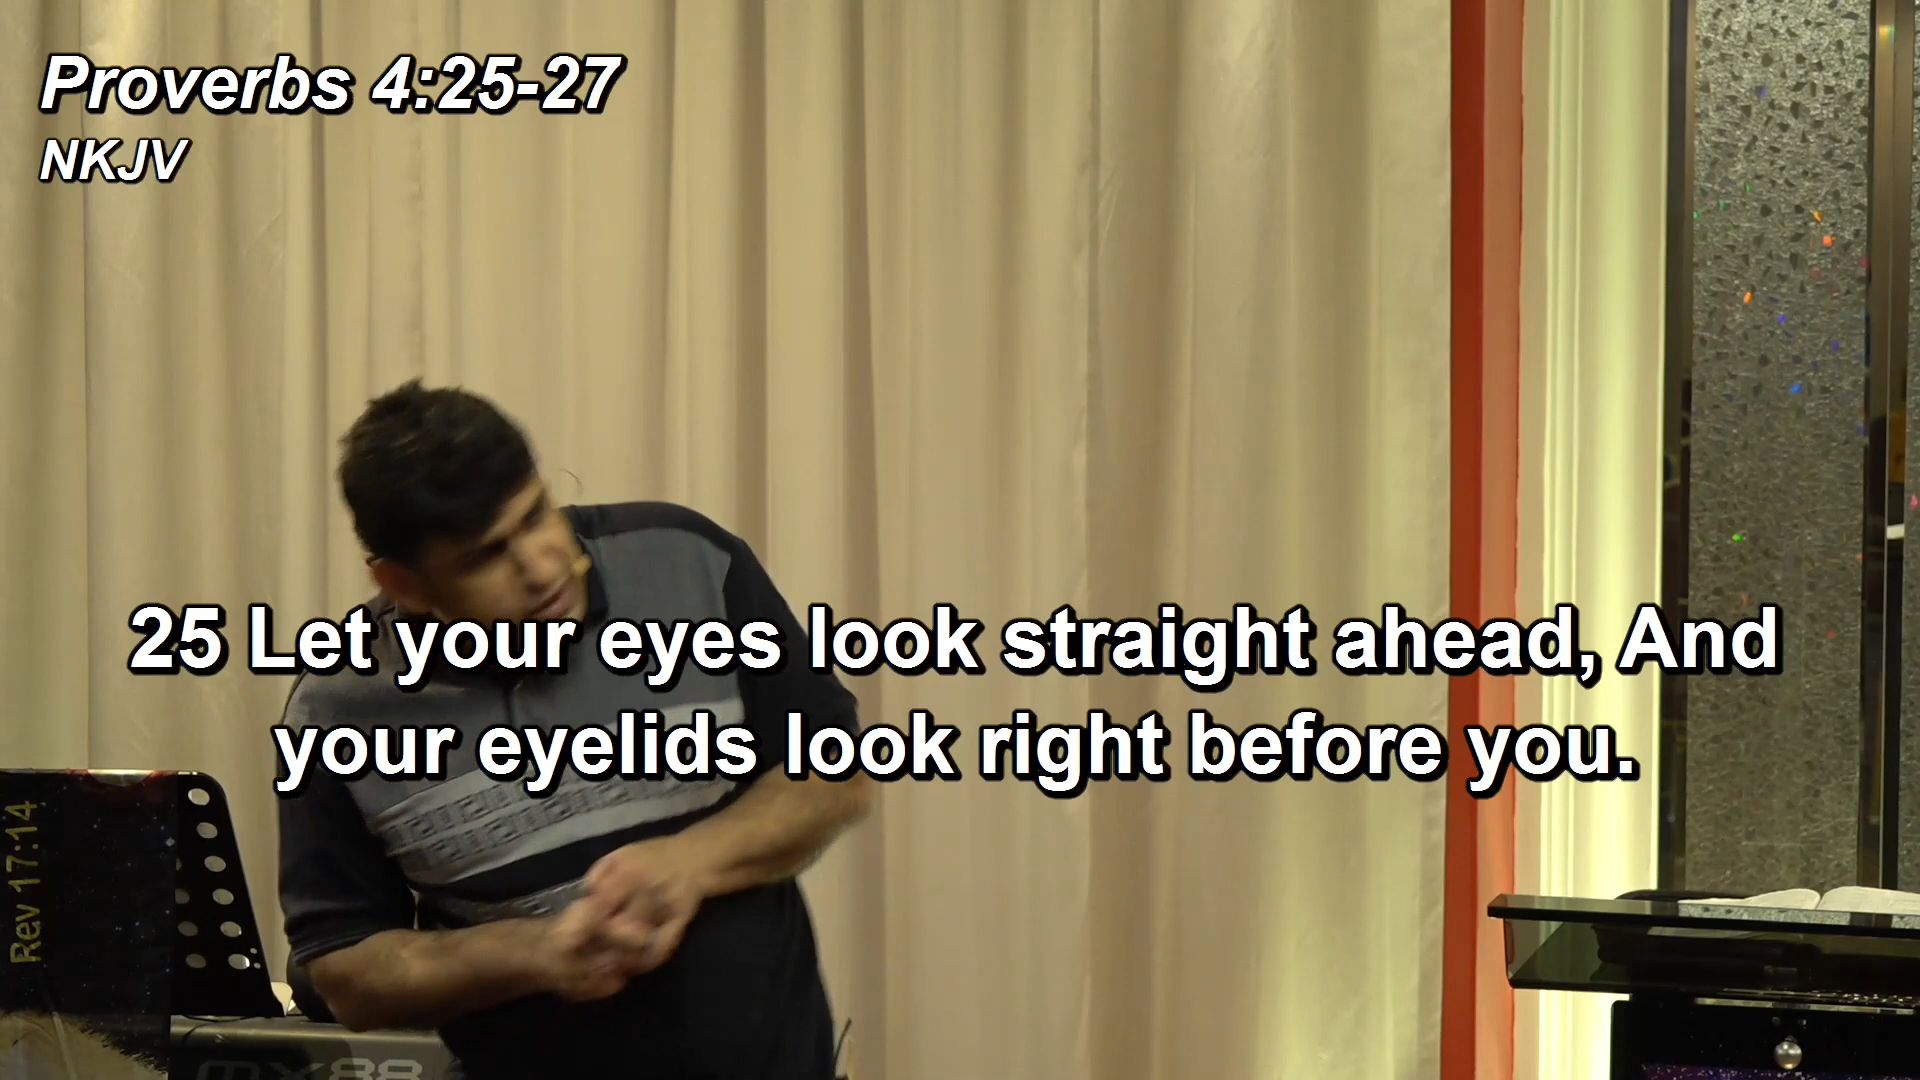 Proverbs 4:25-27
NKJV
25 Let your eyes look straight ahead, And
your eyelids look right before you.
Rev 17:14
MX88